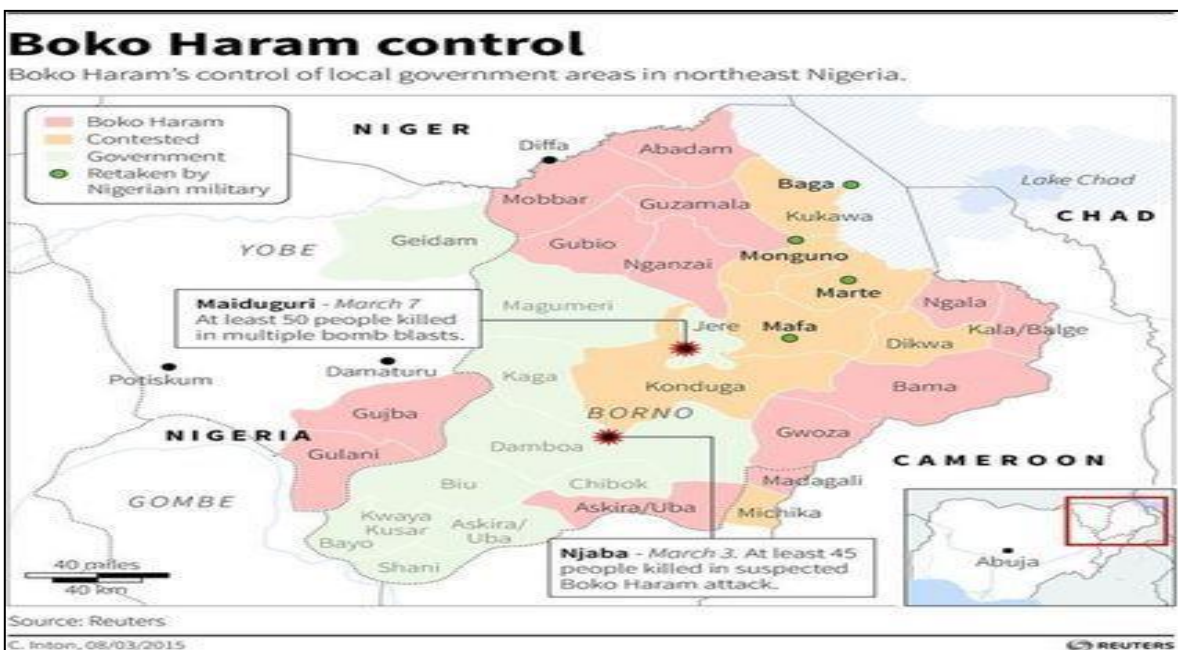 Boko Haram control
Boko Haram's control of local government areas in northeast Nigeria.
Boko Haram
Contested
Government
Retaken by
Nigerian military
NIGER
Diffa
Abadam
Baga
Lake Chad
Mobbar
Guzamala
Kukawa
CHAD
YOBE
Geidam
Gubio
Nganzai
Monguno
Maiduguri - March 7
At least 50 people killed
in multiple bomb blasts.
Magumeri
Marte
Ngala
Jere
Mafa
Kala/Balge
Dikwa
Potiskum
Damaturu
Kaga
Konduga
Bama
Gujba
BORNO
NIGERIA
Gulani
Damboa
Gwoza
CAMEROON
GOMBE
Biu
Chibok
Madagali
Askira/Uba
Michika
Kwaya
Kusar
Bayo
Askira/
Uba
Shani
Njaba - March 3. At least 45
people killed in suspected
Boko Haram attack.
Abuja
40 miles
40 km
Source: Reuters
C. Inton, 08/03/2015
REUTERS